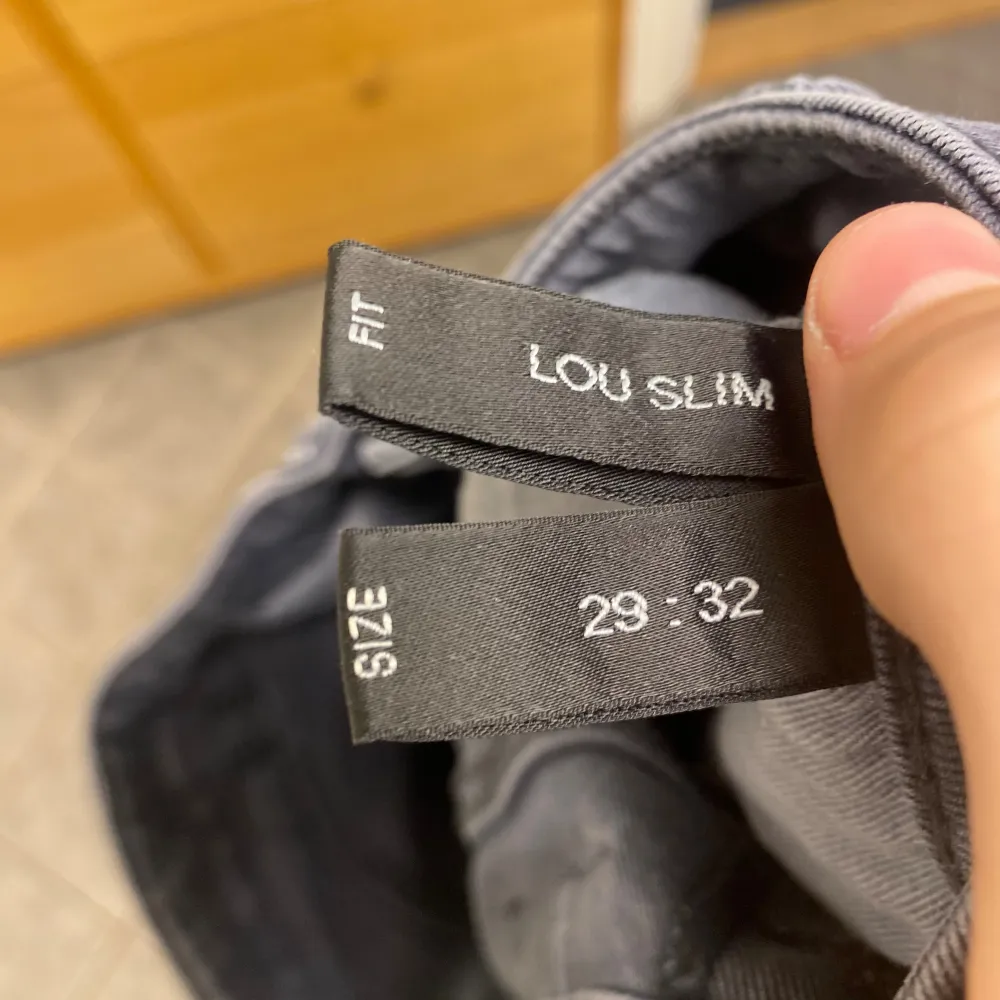 FIT
LOU SLIM
SIZE
29 : 32